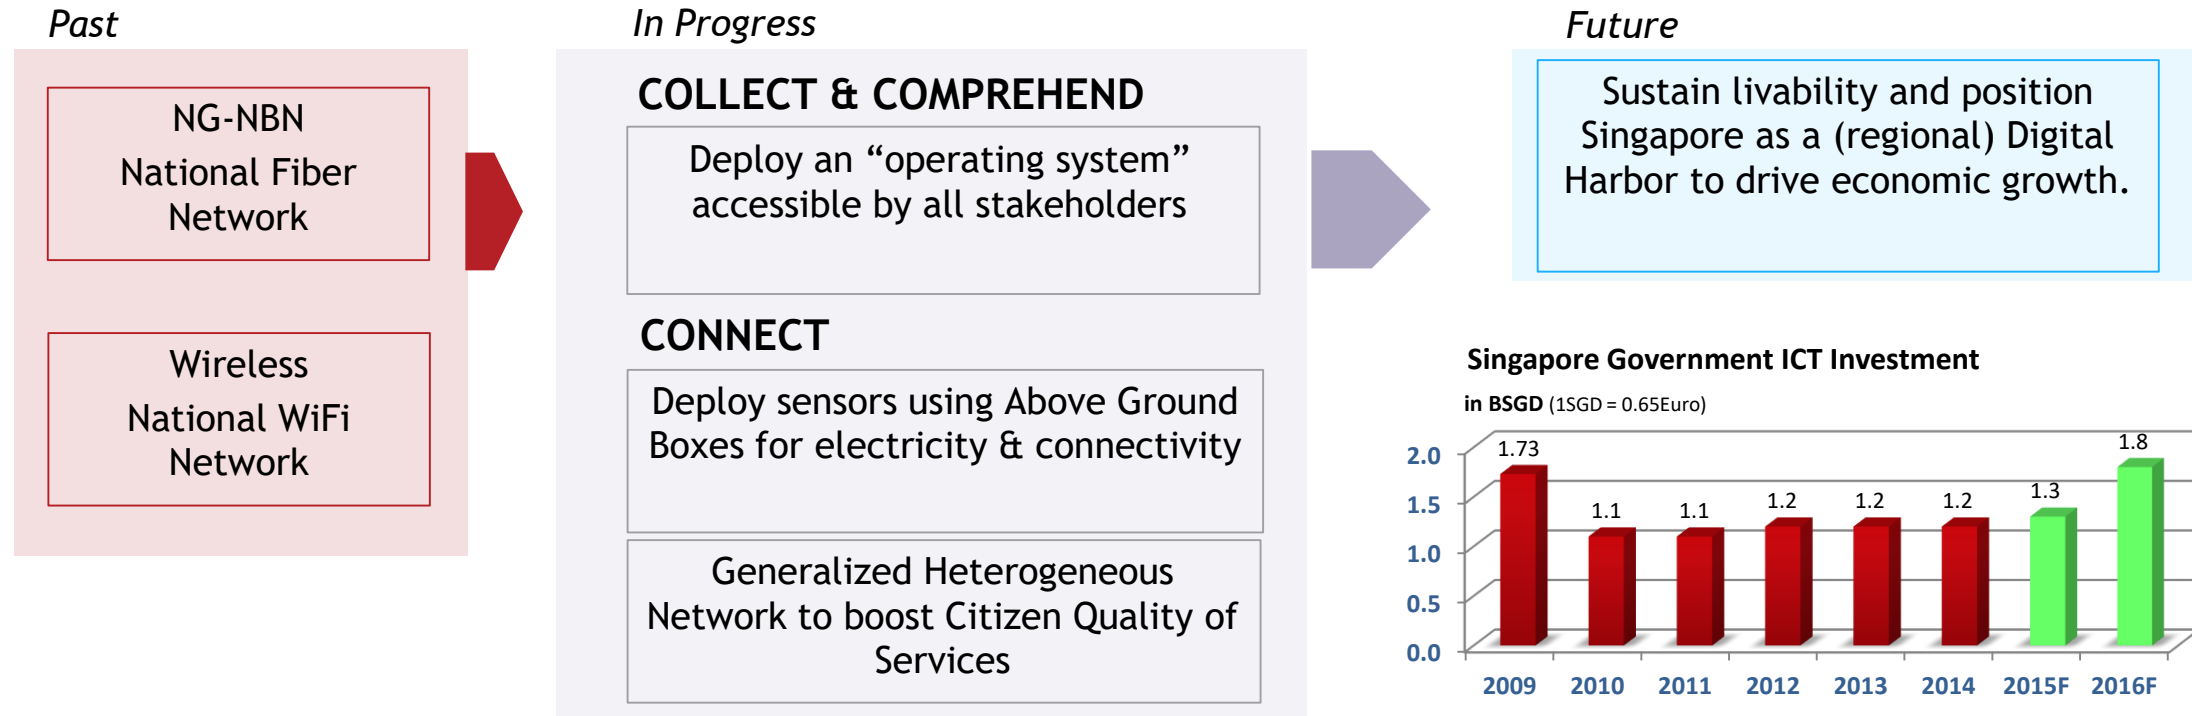 Past
NG-NBN
National Fiber
Network
Wireless
National WiFi
Network
In Progress
COLLECT & COMPREHEND
Deploy an “operating system”
accessible by all stakeholders
CONNECT
Deploy sensors using Above Ground
Boxes for electricity & connectivity
Generalized Heterogeneous
Network to boost Citizen Quality of
Services
Future
Sustain livability and position
Singapore as a (regional) Digital
Harbor to drive economic growth.
Singapore Government ICT Investment
in BSGD (1SGD = 0.65Euro)
2.0
1.5
1.0
0.5
0.0
1.73
1.1
1.1
1.2
1.2
1.2
1.3
1.8
2009 2010 2011 2012 2013 2014 2015F 2016F